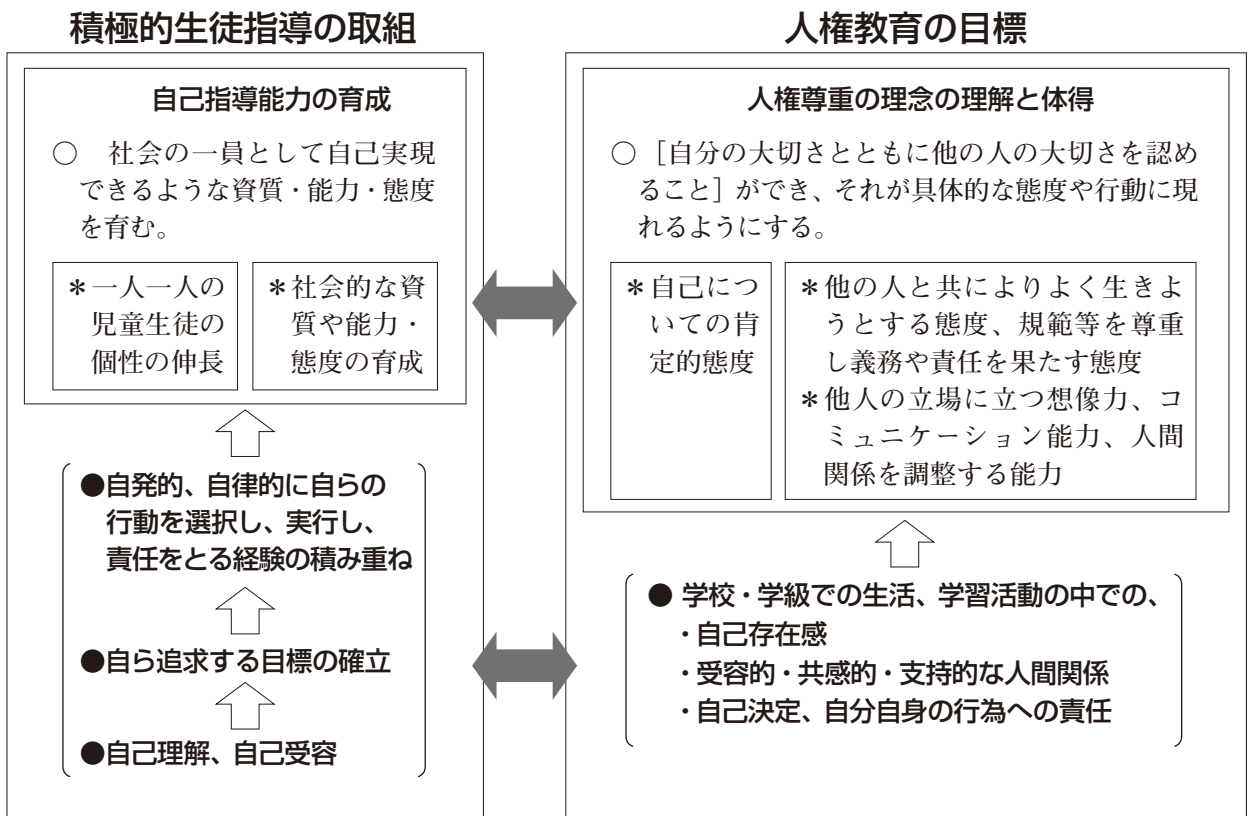 積極的生徒指導の取組
自己指導能力の育成
○　社会の一員として自己実現
できるような資質・能力・態度
を育む。
＊一人一人の
児童生徒の
個性の伸長
＊社会的な資
質や能力・
態度の育成
●自発的、自律的に自らの
行動を選択し、実行し、
責任をとる経験の積み重ね
●自ら追求する目標の確立
●自己理解、自己受容
人権教育の目標
人権尊重の理念の理解と体得
○［自分の大切さとともに他の人の大切さを認め
ること］ができ、それが具体的な態度や行動に現
れるようにする。
＊自己につ
いての肯
定的態度
＊他の人と共によりよく生きよ
うとする態度、規範等を尊重
し義務や責任を果たす態度
＊他人の立場に立つ想像力、コ
ミュニケーション能力、人間
関係を調整する能力
● 学校・学級での生活、学習活動の中での、
・自己存在感
・受容的・共感的・支持的な人間関係
・自己決定、自分自身の行為への責任